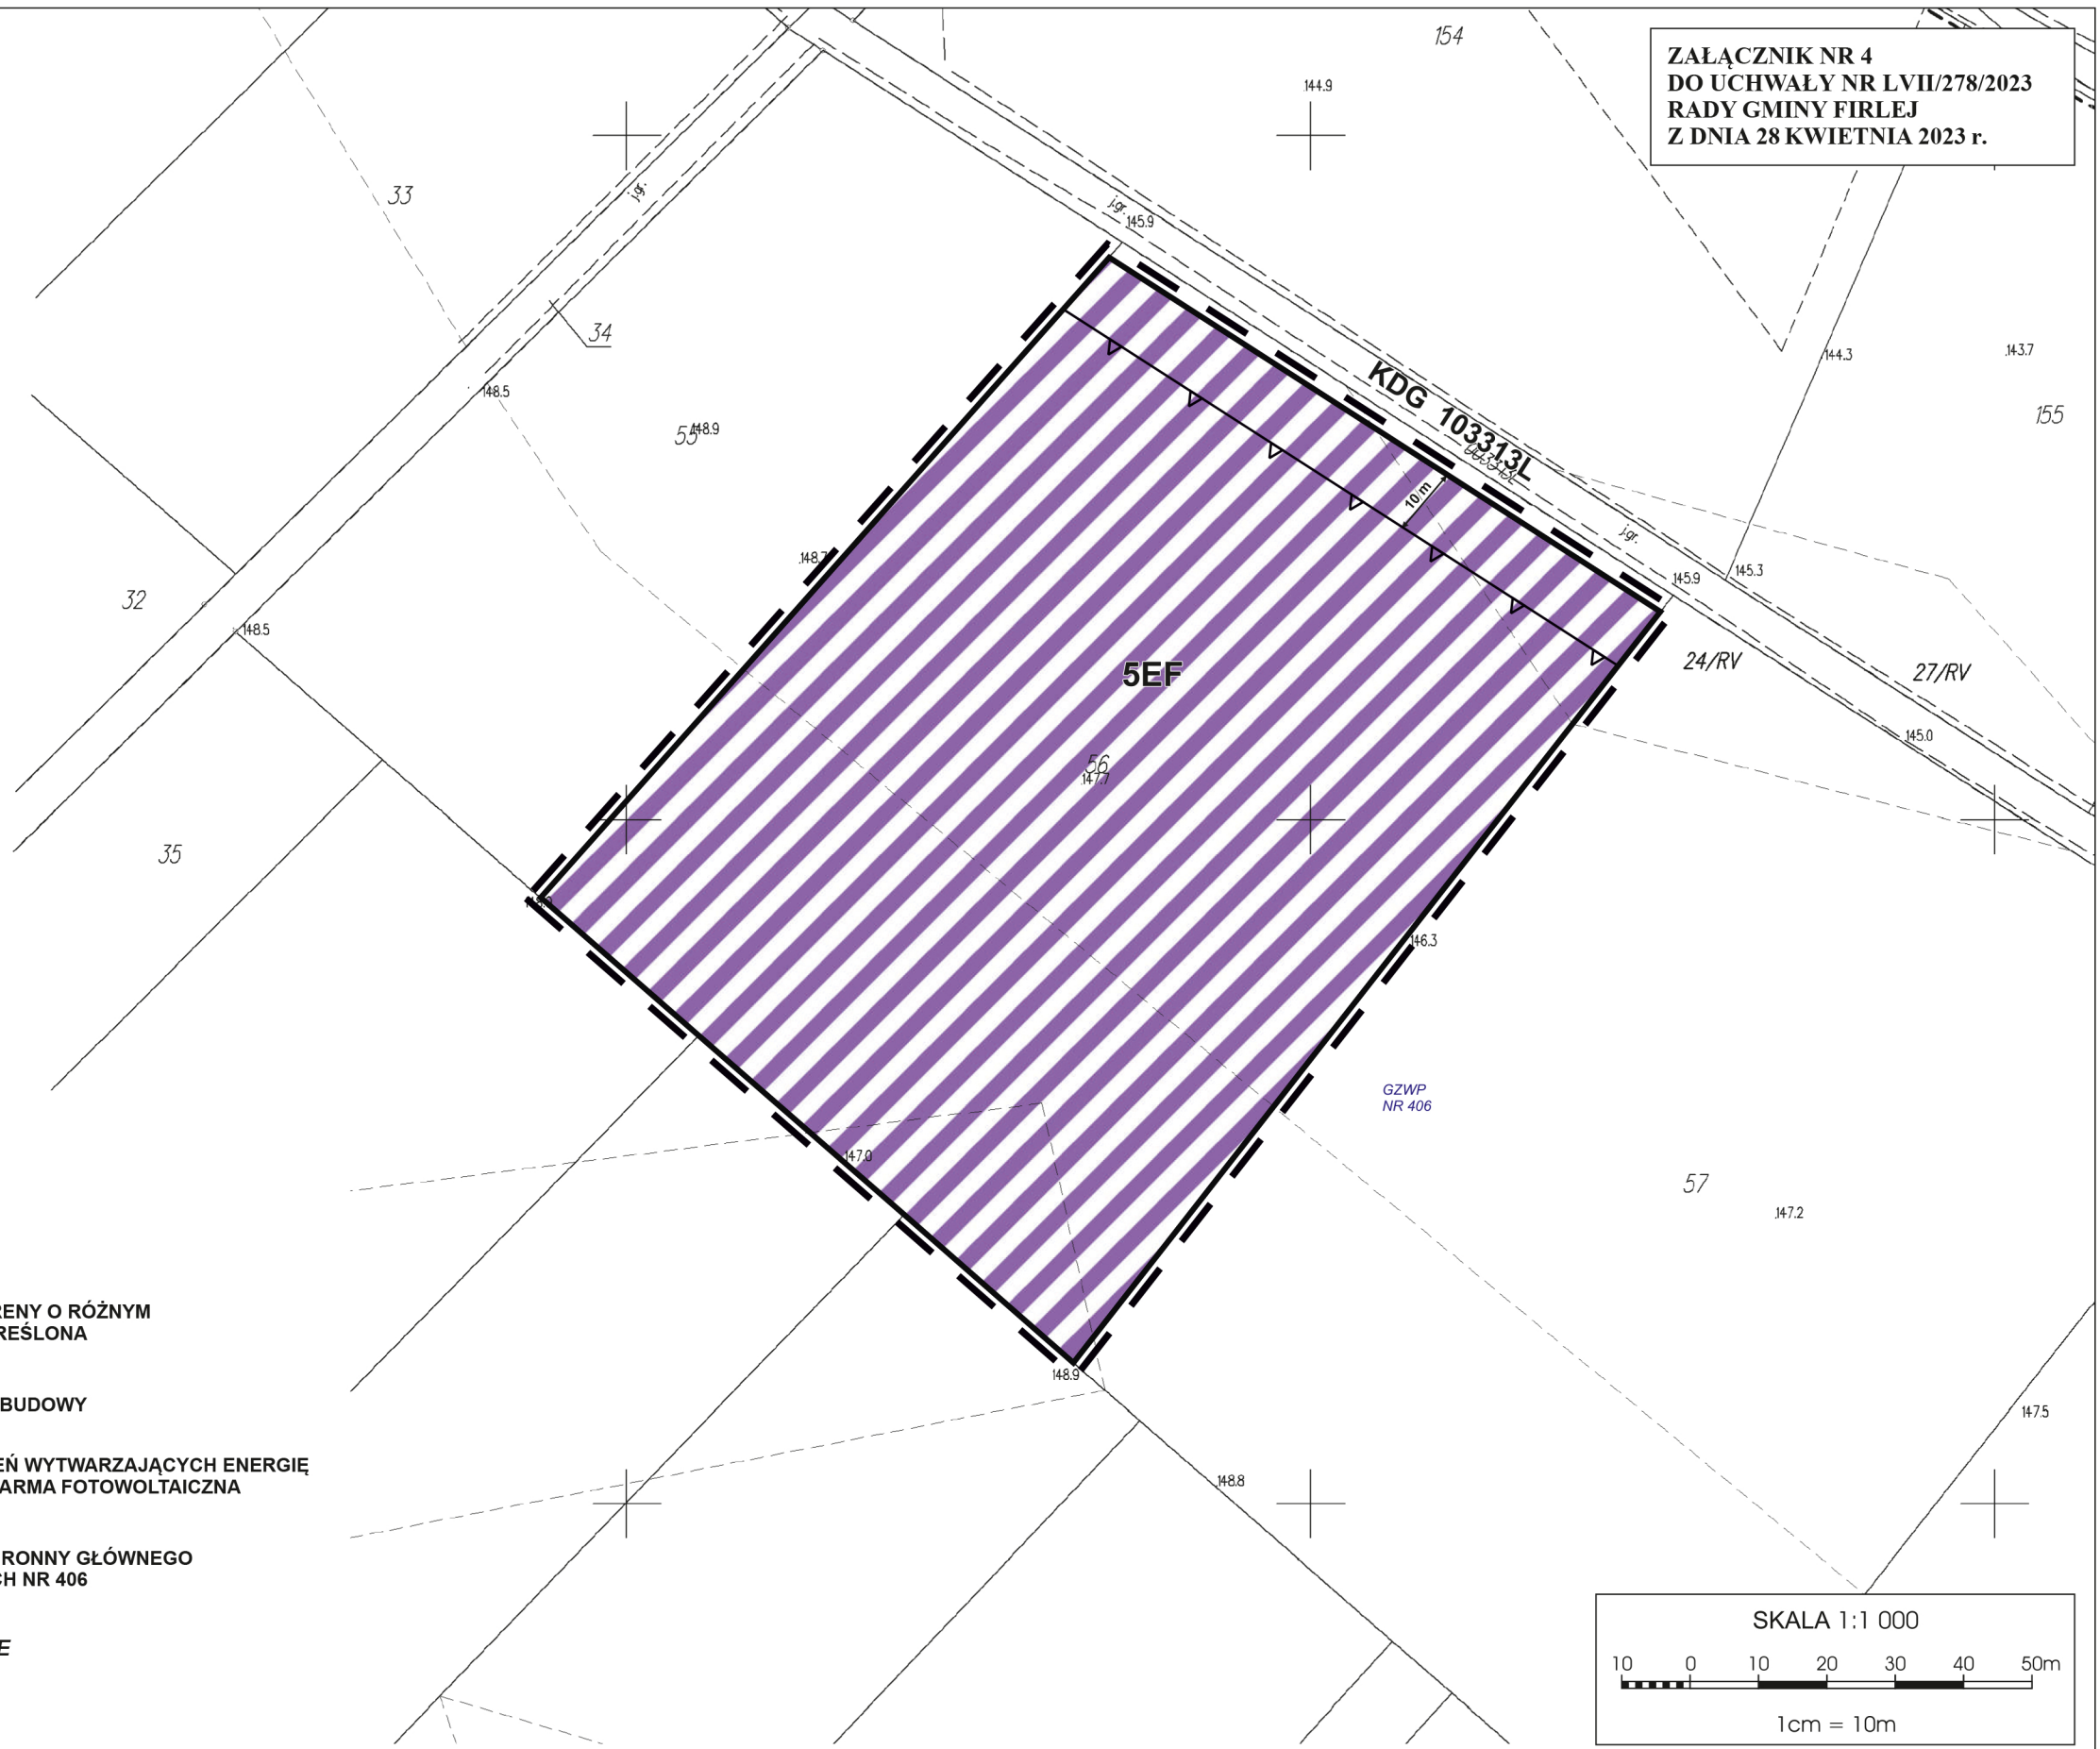 ZAŁĄCZNIK NR 4
DO UCHWAŁY NR LVII/278/2023
RADY GMINY FIRLEJ
Z DNIA 28 KWIETNIA 2023 r.
154
144.9
33
j.gr.
j.gr.
145.9
34
148.5
55
148.9
KDG 103313L
144.3
143.7
155
10 m
j.gr.
148.7
145.9
145.3
32
148.5
5EF
24/RV
27/RV
145.0
56
147.7
35
146.3
GZWP
NR 406
147.0
57
147.2
RENY O RÓŻNYM
REŚLONA
148.9
BUDOWY
147.5
EŃ WYTWARZAJĄCYCH ENERGIĘ
ARMA FOTOWOLTAICZNA
148.8
RONNY GŁÓWNEGO
CH NR 406
E
SKALA 1:1 000
10 0 10 20 30 40 50m
1cm = 10m